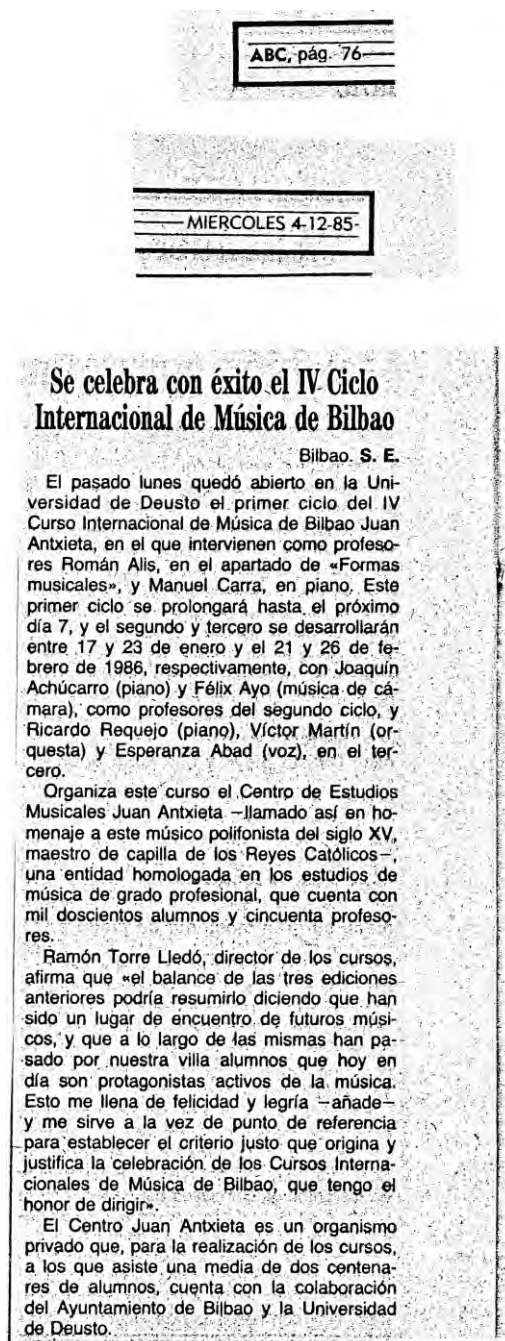 ABC, pág. 76
MIERCOLES 4-12-85
Se celebra con éxito el IV Ciclo
Internacional de Música de Bilbao
Bilbao. S. E.
El pasado lunes quedó abierto en la Uni-
versidad de Deusto el primer ciclo del IV
Curso Internacional de Música de Bilbao Juan
Antxieta, en el que intervienen como profeso-
res Román Alis, en el apartado de «Formas
musicales», y Manuel Carra, en piano. Este
primer ciclo se prolongará hasta el próximo
día 7, y el segundo y tercero se desarrollarán
entre 17 y 23 de enero y el 21 y 26 de fe-
brero de 1986, respectivamente, con Joaquín
Achúcarro (piano) y Félix Ayo (música de cá-
mara), como profesores del segundo ciclo, y
Ricardo Requejo (piano), Víctor Martín (or-
questa) y Esperanza Abad (voz), en el ter-
cero.
Organiza este curso el Centro de Estudios
Musicales Juan Antxieta —llamado así en ho-
menaje a este músico polifonista del siglo XV,
maestro de capilla de los Reyes Católicos—,
una entidad homologada en los estudios de
música de grado profesional, que cuenta con
mil doscientos alumnos y cincuenta profeso-
res.
Ramón Torre Lledó, director de los cursos,
afirma que «el balance de las tres ediciones
anteriores podría resumirlo diciendo que han
sido un lugar de encuentro de futuros músi-
cos, y que a lo largo de las mismas han pa-
sado por nuestra villa alumnos que hoy en
día son protagonistas activos de la música.
Esto me llena de felicidad y legría —añade—
y me sirve a la vez de punto de referencia
para establecer el criterio justo que origina y
justifica la celebración de los Cursos Interna-
cionales de Música de Bilbao, que tengo el
honor de dirigir».
El Centro Juan Antxieta es un organismo
privado que, para la realización de los cursos,
a los que asiste una media de dos centena-
res de alumnos, cuenta con la colaboración
del Ayuntamiento de Bilbao y la Universidad
de Deusto.